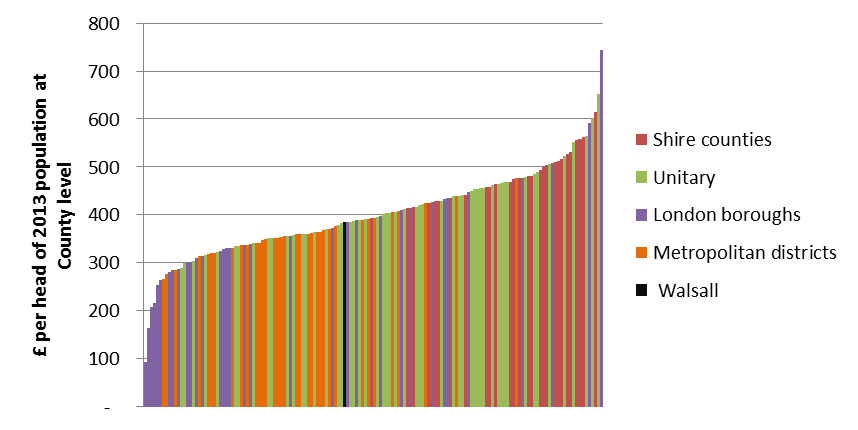 £ per head of 2013 population at
County level
800
700
600
500
400
300
200
100
-
Shire counties
Unitary
London boroughs
Metropolitan districts
Walsall